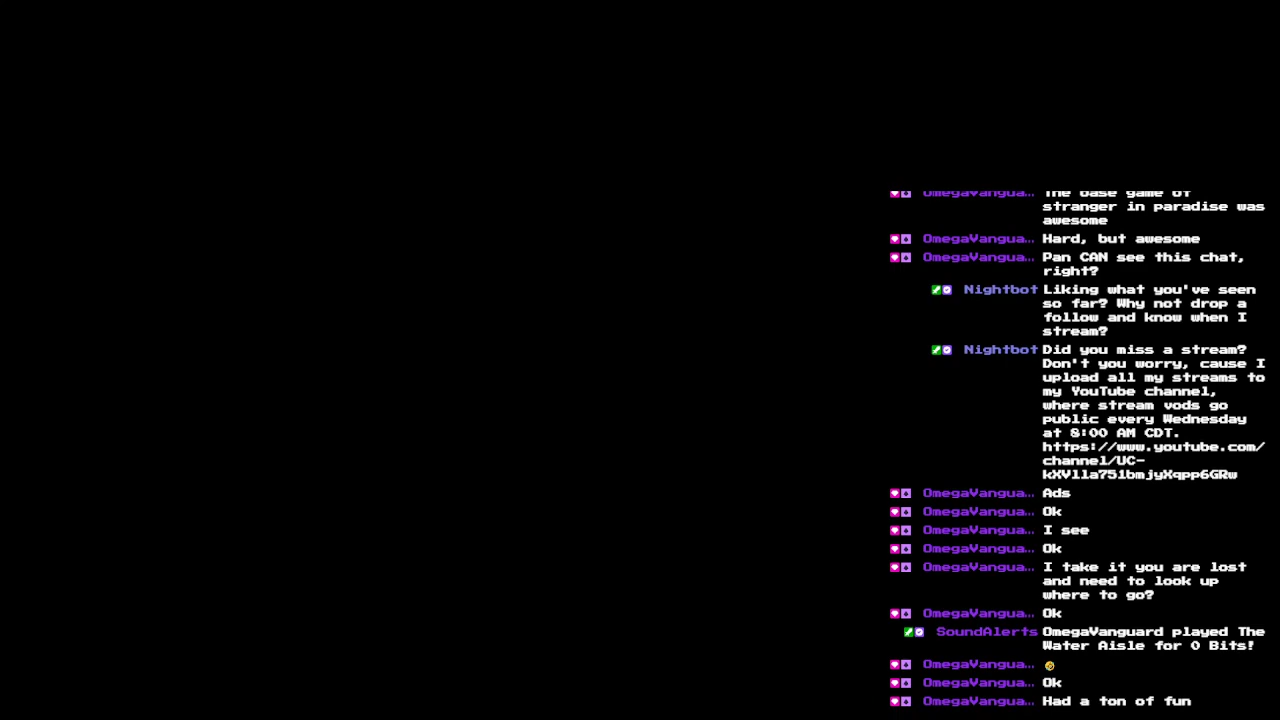 OmegaVangua… The base game of
stranger in paradise was
awesome
OmegaVangua… Hard, but awesome
OmegaVangua… Pan CAN see this chat,
right?
Nightbot Liking what you've seen
so far? Why not drop a
follow and know when I
stream?
Nightbot Did you miss a stream?
Don't you worry, cause I
upload all my streams to
my YouTube channel,
where stream vods go
public every Wednesday
at 8:00 AM CDT.
https://www.youtube.com/
channel/UC-
kXVlla751bmjyXqpp6GRw
OmegaVangua… Ads
OmegaVangua… Ok
OmegaVangua… I see
OmegaVangua… Ok
OmegaVangua… I take it you are lost
and need to look up
where to go?
OmegaVangua… Ok
SoundAlerts OmegaVanguard played The
Water Aisle for 0 Bits!
OmegaVangua…
OmegaVangua… Ok
OmegaVangua… Had a ton of fun